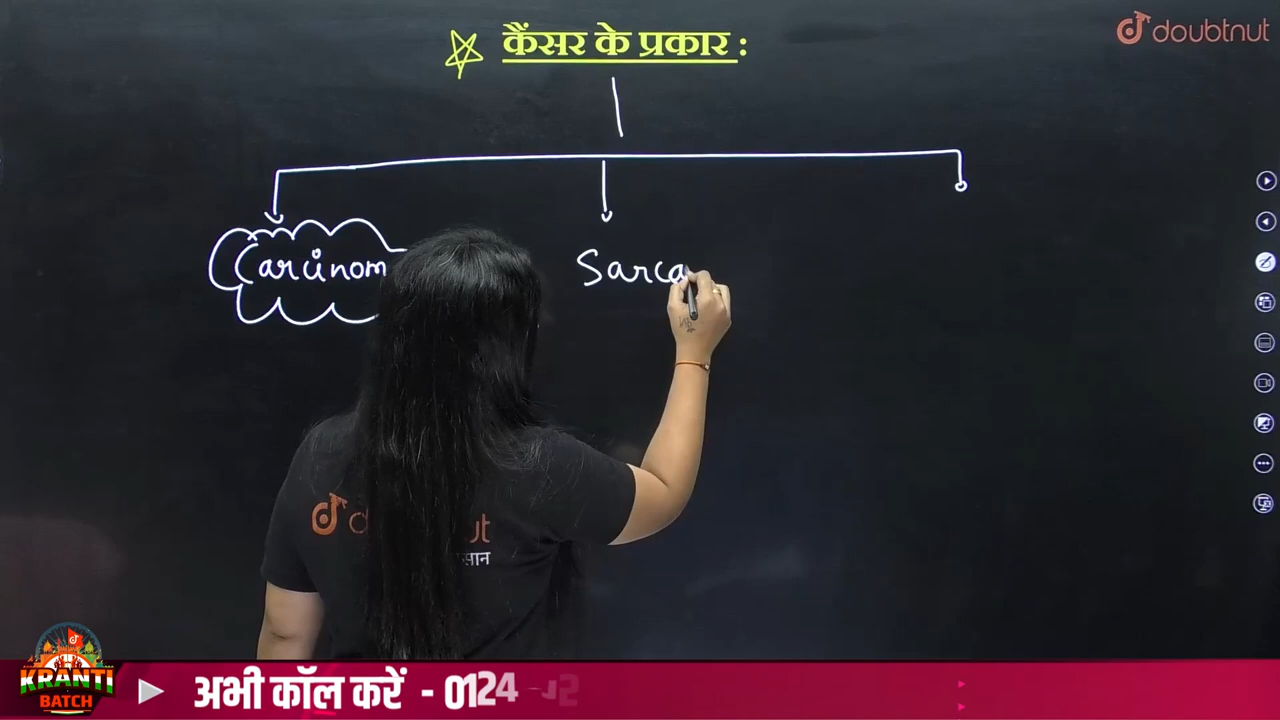 कैंसर के प्रकार :
doubtnut
Carcinom
Sarca
सान
KRANTI
BATCH
अभी कॉल करें - 0124